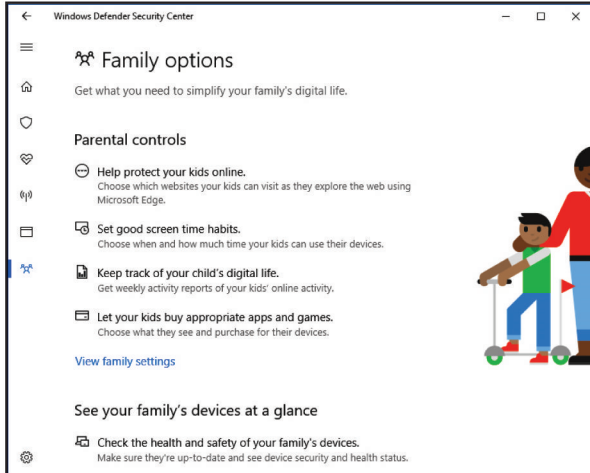 Windows Defender Security Center
Family options
Get what you need to simplify your family's digital life.
Parental controls
Help protect your kids online.
Choose which websites your kids can visit as they explore the web using
Microsoft Edge.
Set good screen time habits.
Choose when and how much time your kids can use their devices.
Keep track of your child's digital life.
Get weekly activity reports of your kids' online activity.
Let your kids buy appropriate apps and games.
Choose what they see and purchase for their devices.
View family settings
See your family's devices at a glance
Check the health and safety of your family's devices.
Make sure they're up-to-date and see device security and health status.